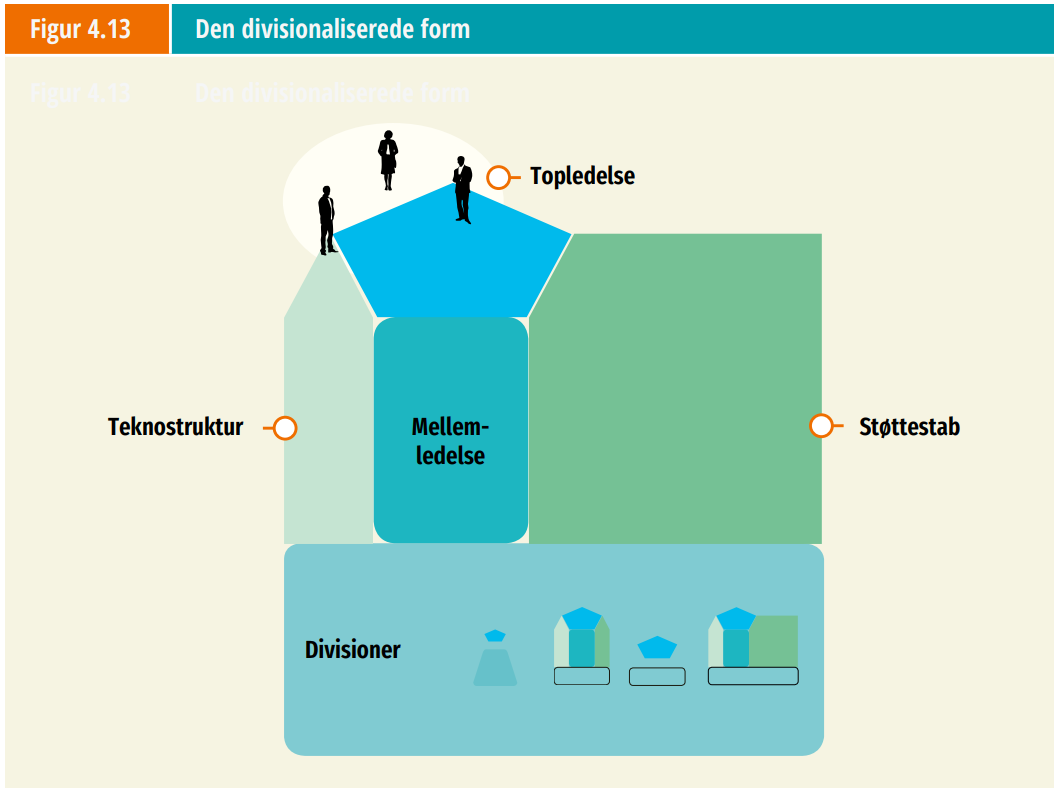 Figur 4.13 Den divisionaliserede form
Figur 4.13 Den divisionaliserede form
Topledelse
Teknostruktur
Mellem-
ledelse
Støttestab
Divisioner